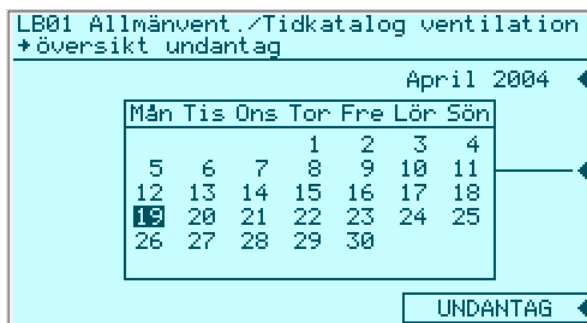 LB01 Allmänvent./Tidkatalog ventilation
→översikt undantag
April 2004
Mån Tis Ons Tor Fre Lör Sön
1 2 3 4
5 6 7 8 9 10 11
12 13 14 15 16 17 18
19 20 21 22 23 24 25
26 27 28 29 30
UNDANTAG